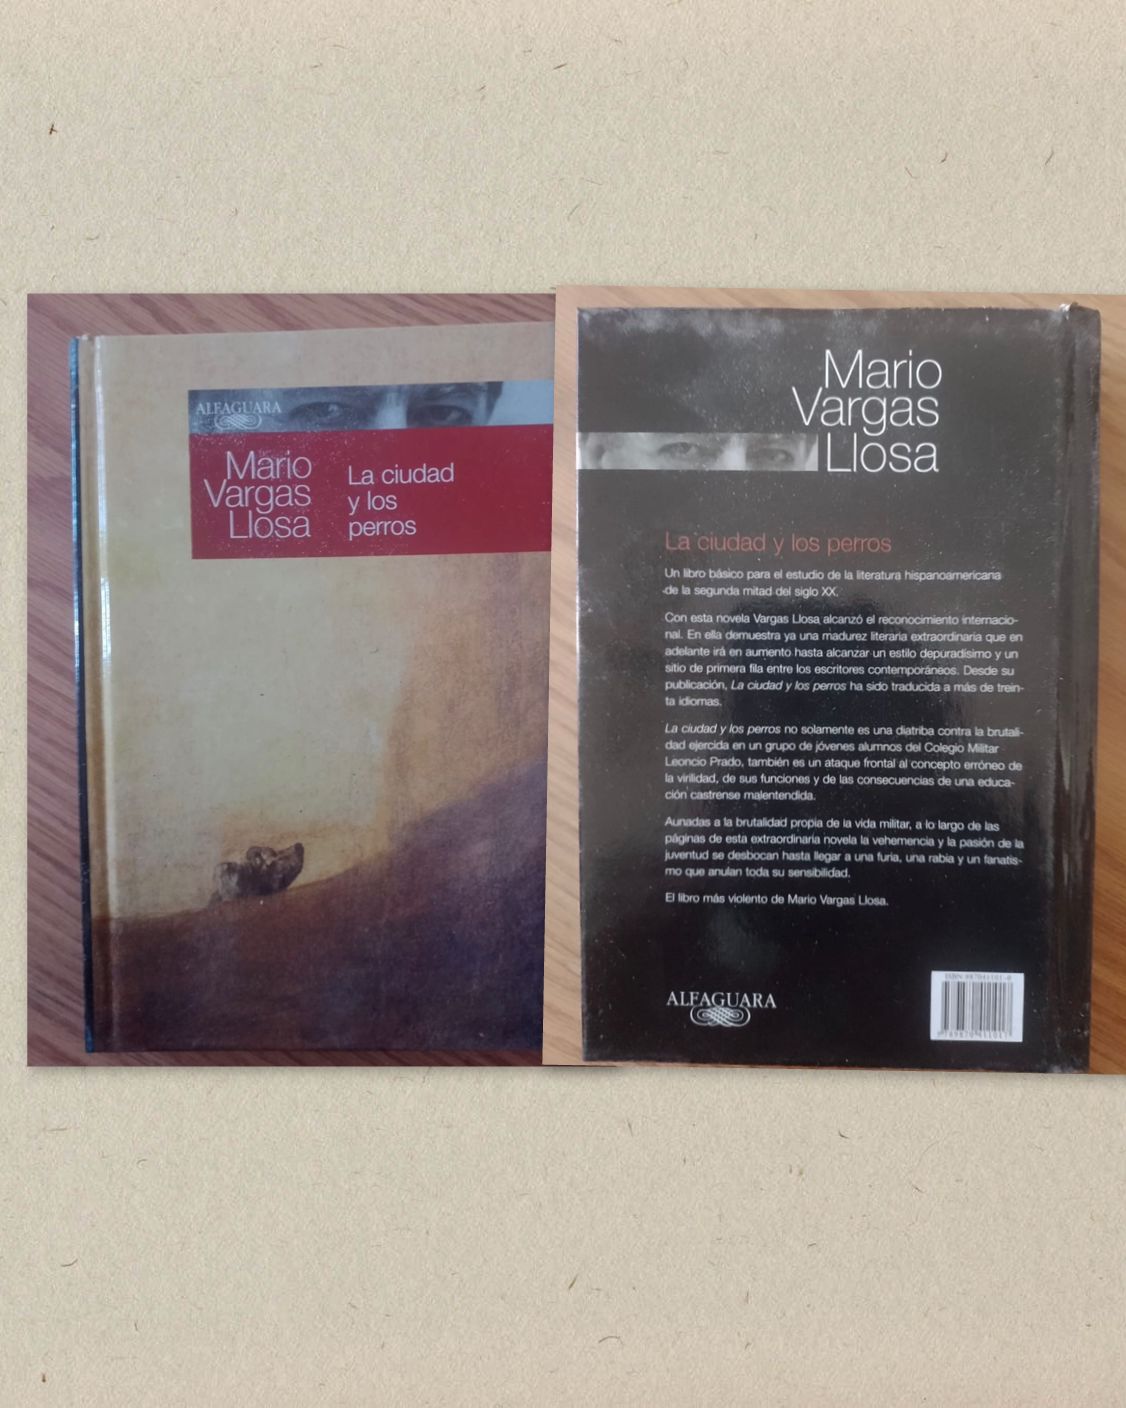 ALFAGUARA
Mario
Vargas
Llosa
La ciudad
y los
perros
Mario
Vargas
Llosa
La ciudad y los perros
Un libro básico para el estudio de la literatura hispanoamericana
de la segunda mitad del siglo XX.
Con esta novela Vargas Llosa alcanzó el reconocimiento internacio-
nal. En ella demuestra ya una madurez literaria extraordinaria que en
adelante irá en aumento hasta alcanzar un estilo depuradísimo y un
sitio de primera fila entre los escritores contemporáneos. Desde su
publicación, La ciudad y los perros ha sido traducida a más de trein-
ta idiomas.
La ciudad y los perros no solamente es una diatriba contra la brutali-
dad ejercida en un grupo de jóvenes alumnos del Colegio Militar
Leoncio Prado, también es un ataque frontal al concepto erróneo de
la virilidad, de sus funciones y de las consecuencias de una educa-
ción castrense malentendida.
Aunadas a la brutalidad propia de la vida militar, a lo largo de las
páginas de esta extraordinaria novela la vehemencia y la pasión de la
juventud se desbocan hasta llegar a una furia, una rabia y un fanatis-
mo que anulan toda su sensibilidad.
El libro más violento de Mario Vargas Llosa.
ALFAGUARA
ISBN